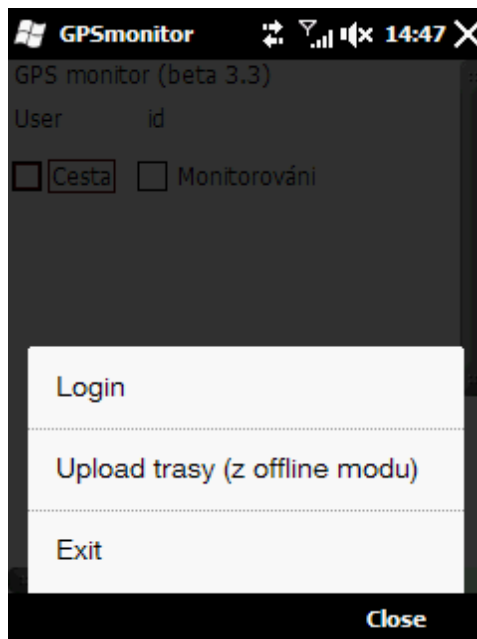 GPSmonitor 14:47
GPS monitor (beta 3.3)
User id
Cesta Monitorováni
Login
Upload trasy (z offline modu)
Exit
Close